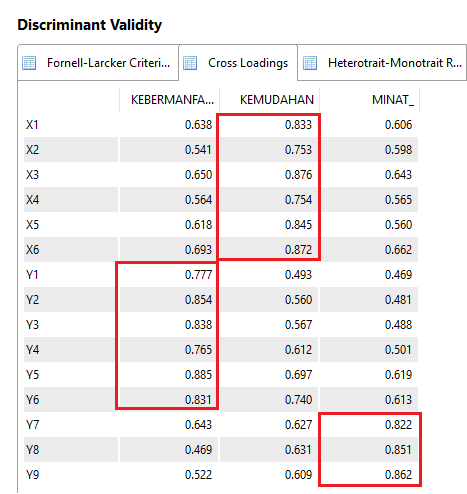 Discriminant Validity
Fornell-Larcker Criteri... Cross Loadings Heterotrait-Monotrait R...
KEBERMANFA... KEMUDAHAN MINAT_
X1 0.638 0.833 0.606
X2 0.541 0.753 0.598
X3 0.650 0.876 0.643
X4 0.564 0.754 0.565
X5 0.618 0.845 0.560
X6 0.693 0.872 0.662
Y1 0.777 0.493 0.469
Y2 0.854 0.560 0.481
Y3 0.838 0.567 0.488
Y4 0.765 0.612 0.501
Y5 0.885 0.697 0.619
Y6 0.831 0.740 0.613
Y7 0.643 0.627 0.822
Y8 0.469 0.631 0.851
Y9 0.522 0.609 0.862